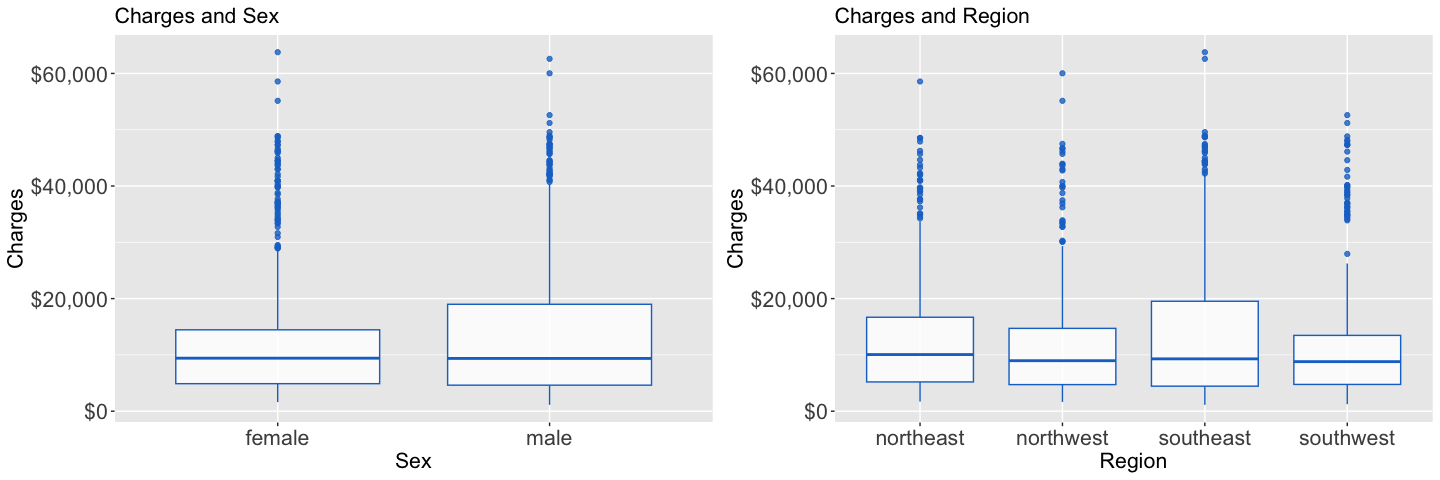 Charges and Sex
$60,000
$40,000
$20,000
$0
Charges
female male
Sex
Charges and Region
$60,000
$40,000
$20,000
$0
Charges
northeast northwest southeast southwest
Region